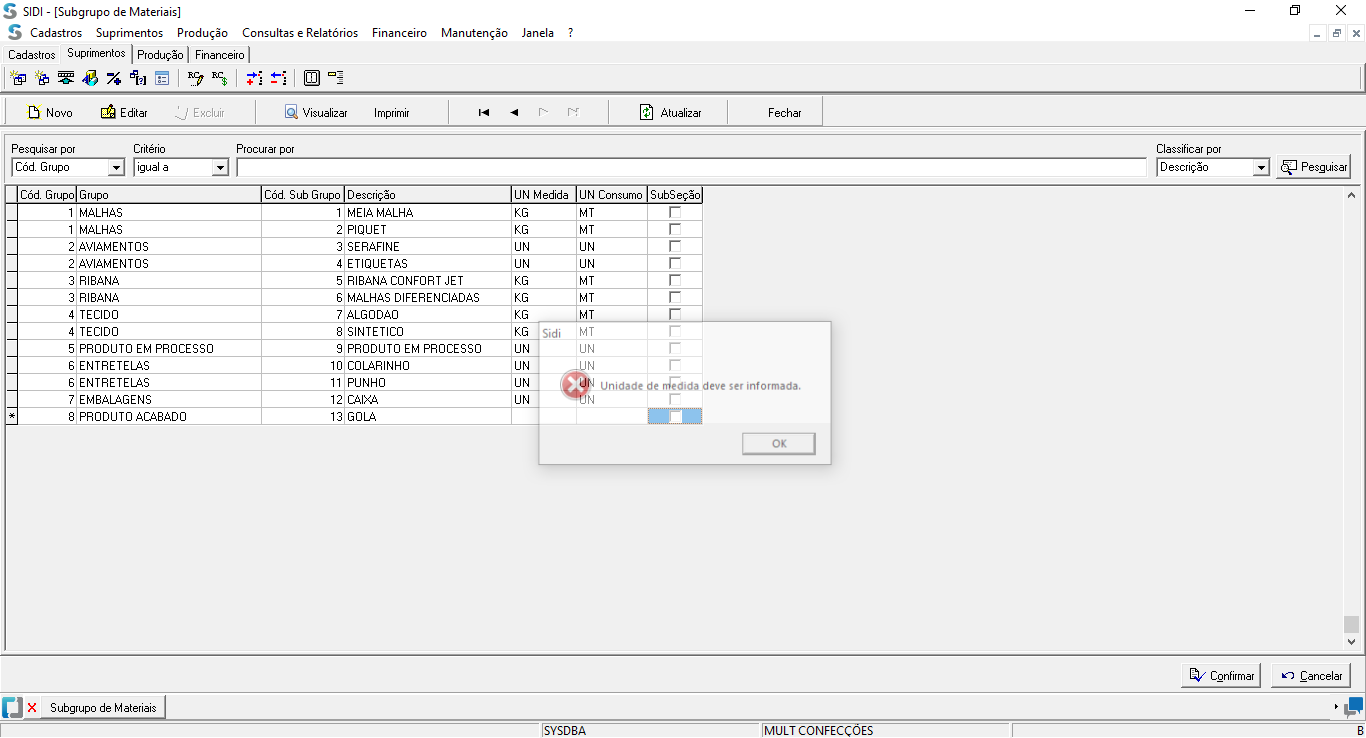 SIDI - [Subgrupo de Materiais]
Cadastros Suprimentos Produção Consultas e Relatórios Financeiro Manutenção Janela ?
Cadastros Suprimentos Produção Financeiro
Novo Editar Excluir Visualizar Imprimir Atualizar Fechar
Pesquisar por Critério Procurar por Classificar por
Cód. Grupo igual a Descrição Pesquisar
Cód. Grupo Grupo Cód. Sub Grupo Descrição UN Medida UN Consumo SubSeção
1 MALHAS 1 MEIA MALHA KG MT
1 MALHAS 2 PIQUET KG MT
2 AVIAMENTOS 3 SERAFINE UN UN
2 AVIAMENTOS 4 ETIQUETAS UN UN
3 RIBANA 5 RIBANA CONFORT JET KG MT
3 RIBANA 6 MALHAS DIFERENCIADAS KG MT
4 TECIDO 7 ALGODAO KG MT
4 TECIDO 8 SINTETICO KG MT
5 PRODUTO EM PROCESSO 9 PRODUTO EM PROCESSO UN UN
6 ENTRETELAS 10 COLARINHO UN UN
6 ENTRETELAS 11 PUNHO UN UN
7 EMBALAGENS 12 CAIXA UN UN
* 8 PRODUTO ACABADO 13 GOLA
Sidi
Unidade de medida deve ser informada.
OK
Confirmar Cancelar
Subgrupo de Materiais
SYSDBA MULT CONFECÇÕES B